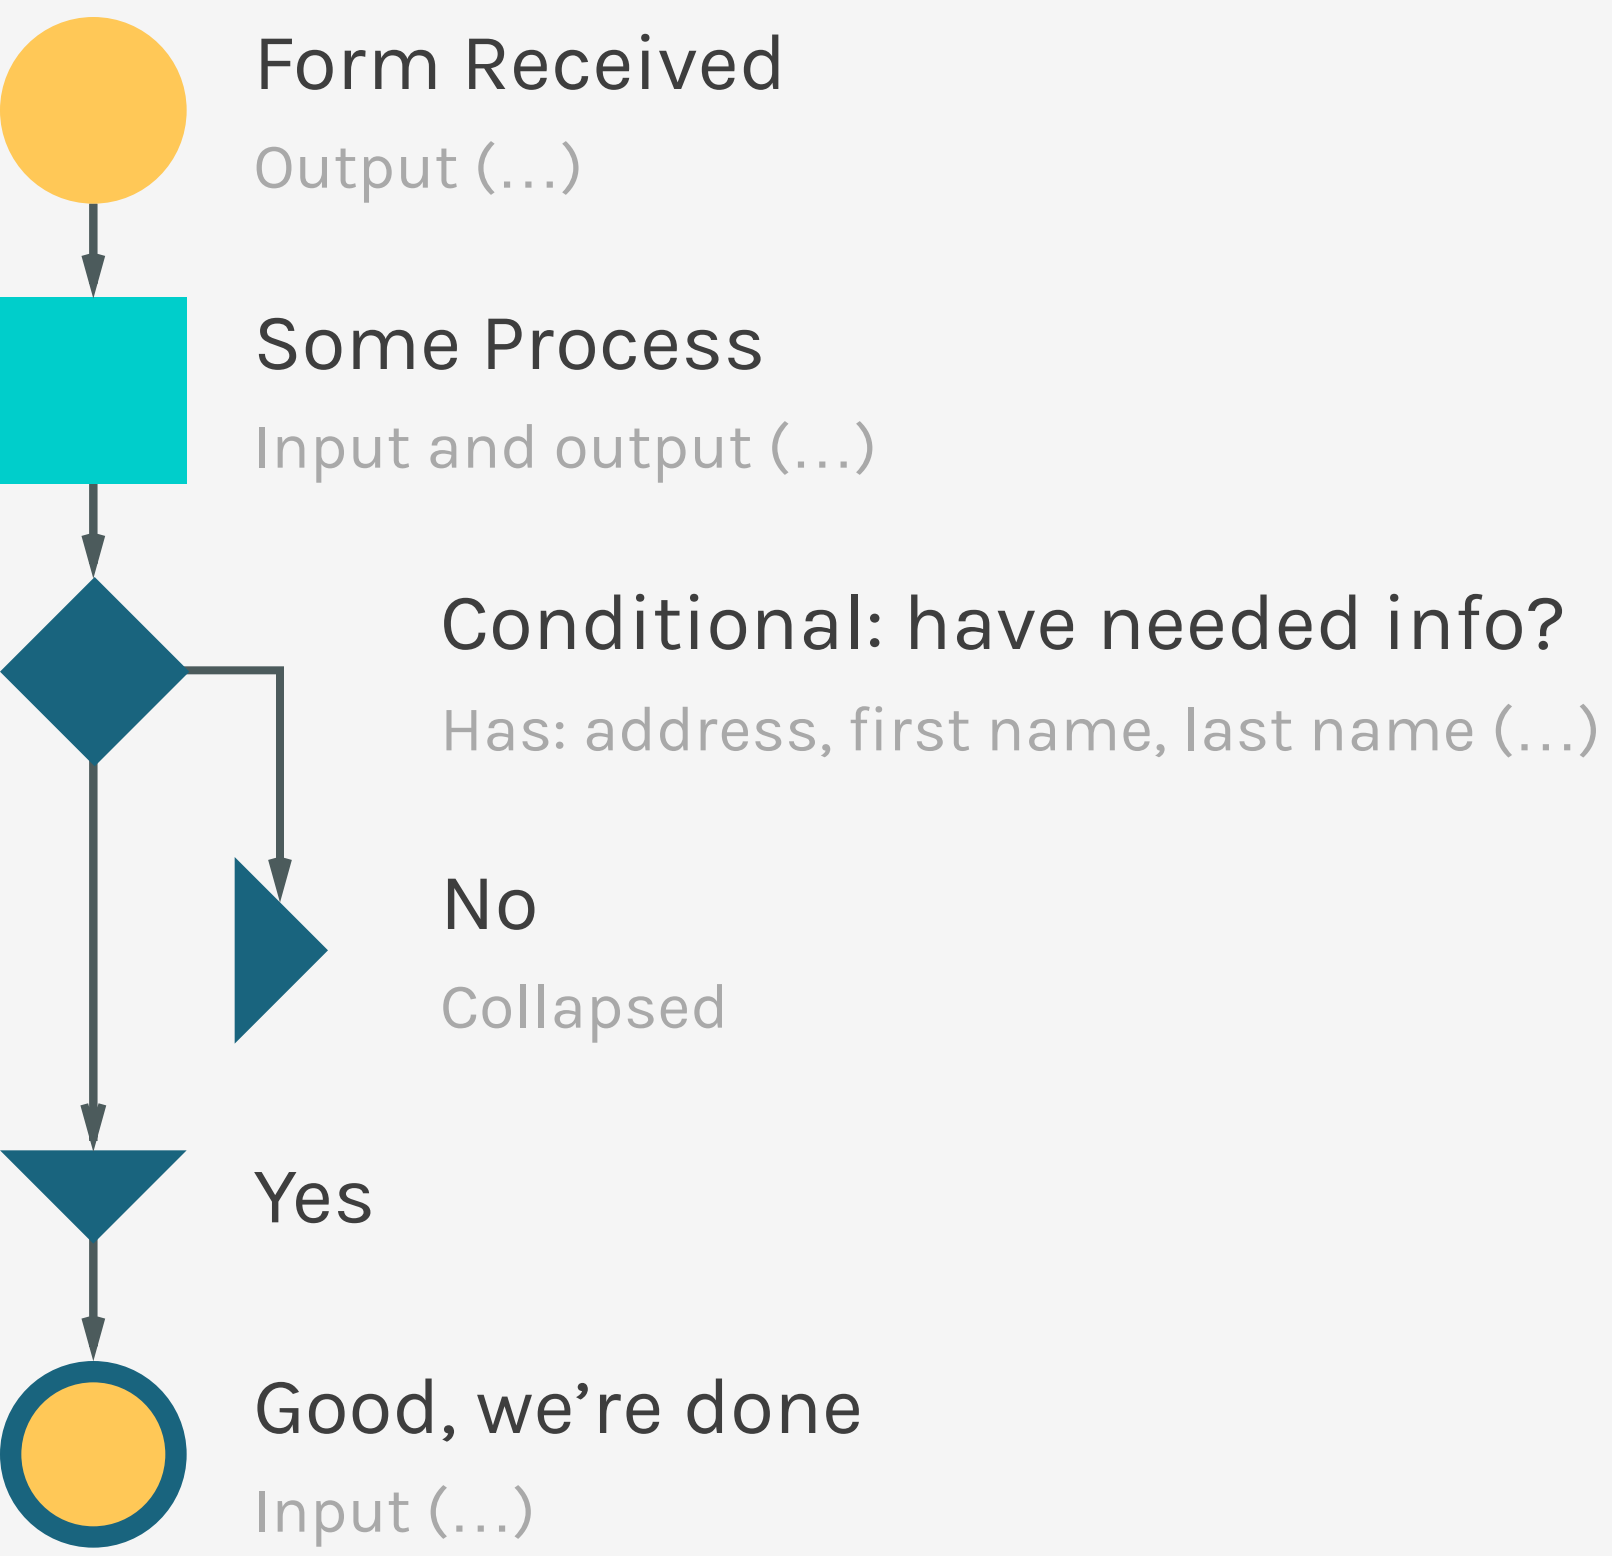 Form Received
Output (…)
Some Process
Input and output (…)
Conditional: have needed info?
Has: address, first name, last name (…)
No
Collapsed
Yes
Good, we’re done
Input (…)